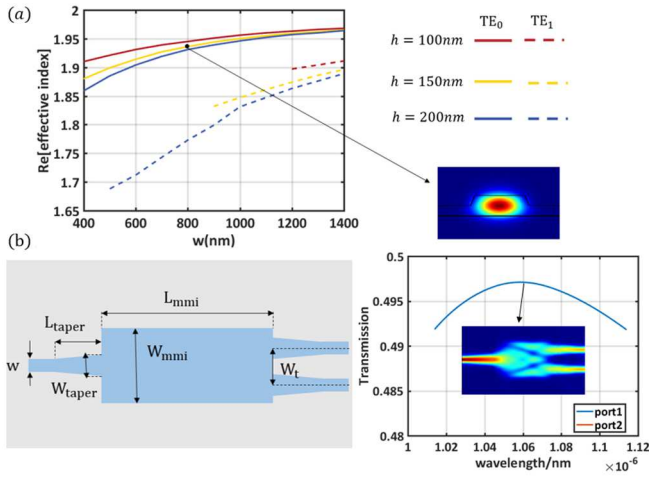 (a)
2
1.95
1.9
1.85
1.8
1.75
1.7
1.65
Re[effective index]
400
600
800
1000
1200
1400
w(nm)
TE0 TE1
h = 100nm
h = 150nm
h = 200nm
(b)
Lmmi
Ltaper
w
Wtaper
Wmmi
Wt
0.5
0.495
0.49
0.485
0.48
Transmission
port1
port2
1
1.02
1.04
1.06
1.08
1.1
1.12
wavelength/nm
×10-6